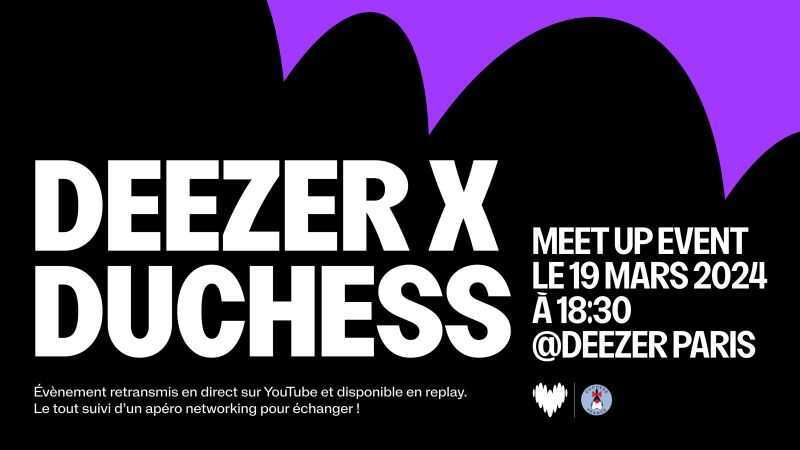 DEEZER X
DUCHESS
MEET UP EVENT
LE 19 MARS 2024
À 18:30
@DEEZER PARIS
Évènement retransmis en direct sur YouTube et disponible en replay.
Le tout suivi d'un apéro networking pour échanger !